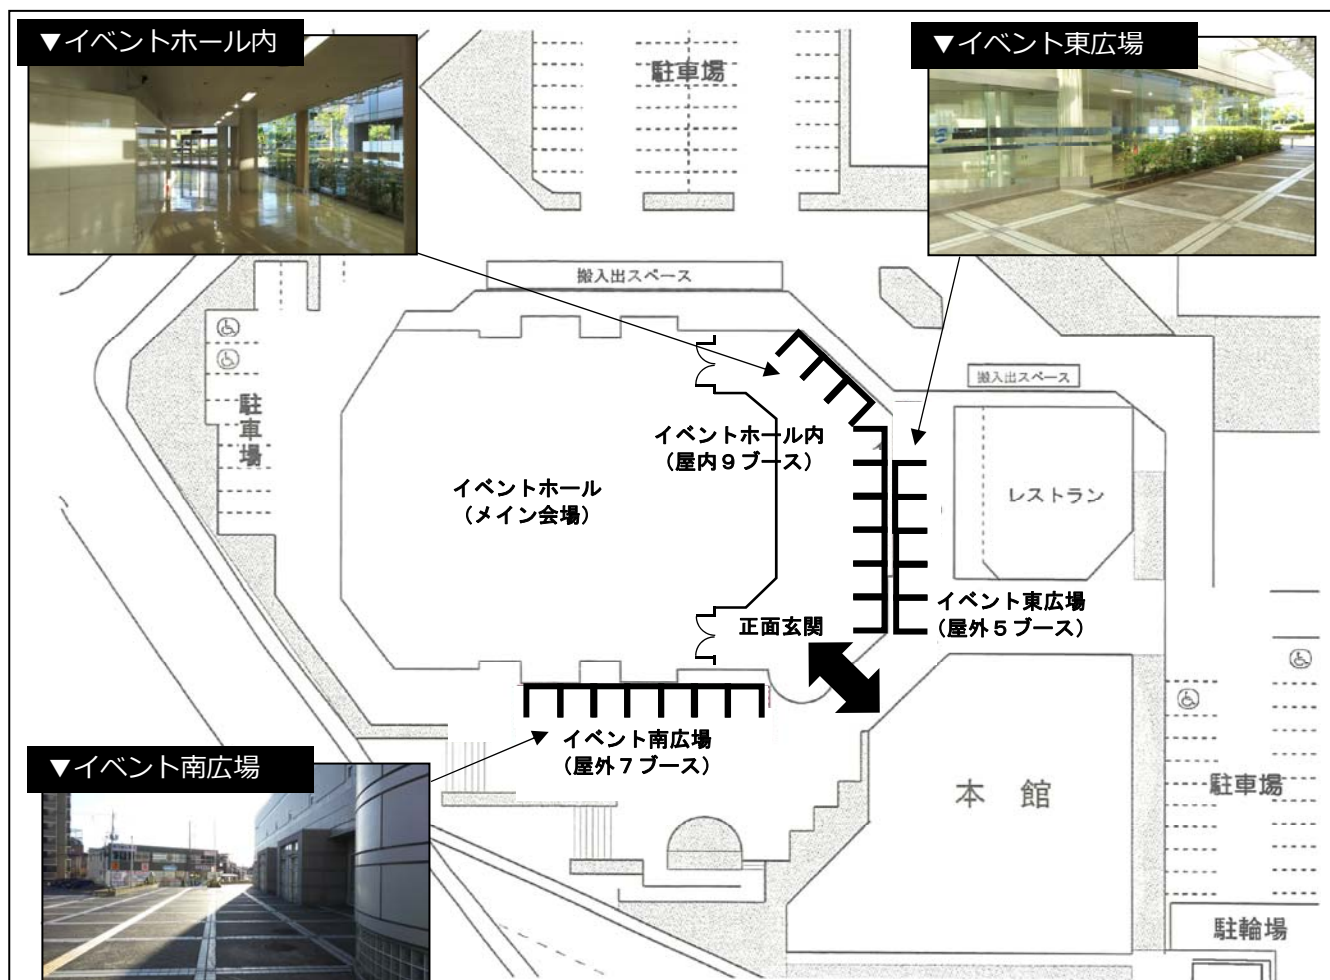 ▼イベントホール内
駐車場
▼イベント東広場
搬入出スペース
搬入出スペース
駐車場
イベントホール内
（屋内９ブース）
イベントホール
（メイン会場）
レストラン
正面玄関
イベント東広場
（屋外５ブース）
イベント南広場
（屋外７ブース）
▼イベント南広場
本館
駐車場
駐輪場